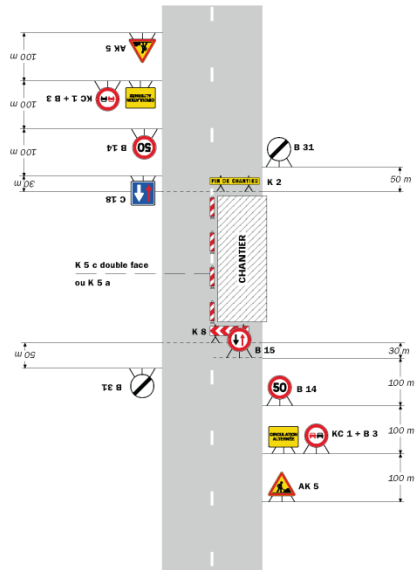 AK 5
100 m
KC 1 + B 3
CIRCULATION
ALTERNÉE
100 m
50
B 14
100 m
C 18
30 m
B 31
50 m
FIN DE CHANTIER
K 2
CHANTIER
K 5 c double face
ou K 5 a
K 8
B 15
30 m
50 m
B 31
50
B 14
100 m
CIRCULATION
ALTERNÉE
KC 1 + B 3
100 m
AK 5
100 m